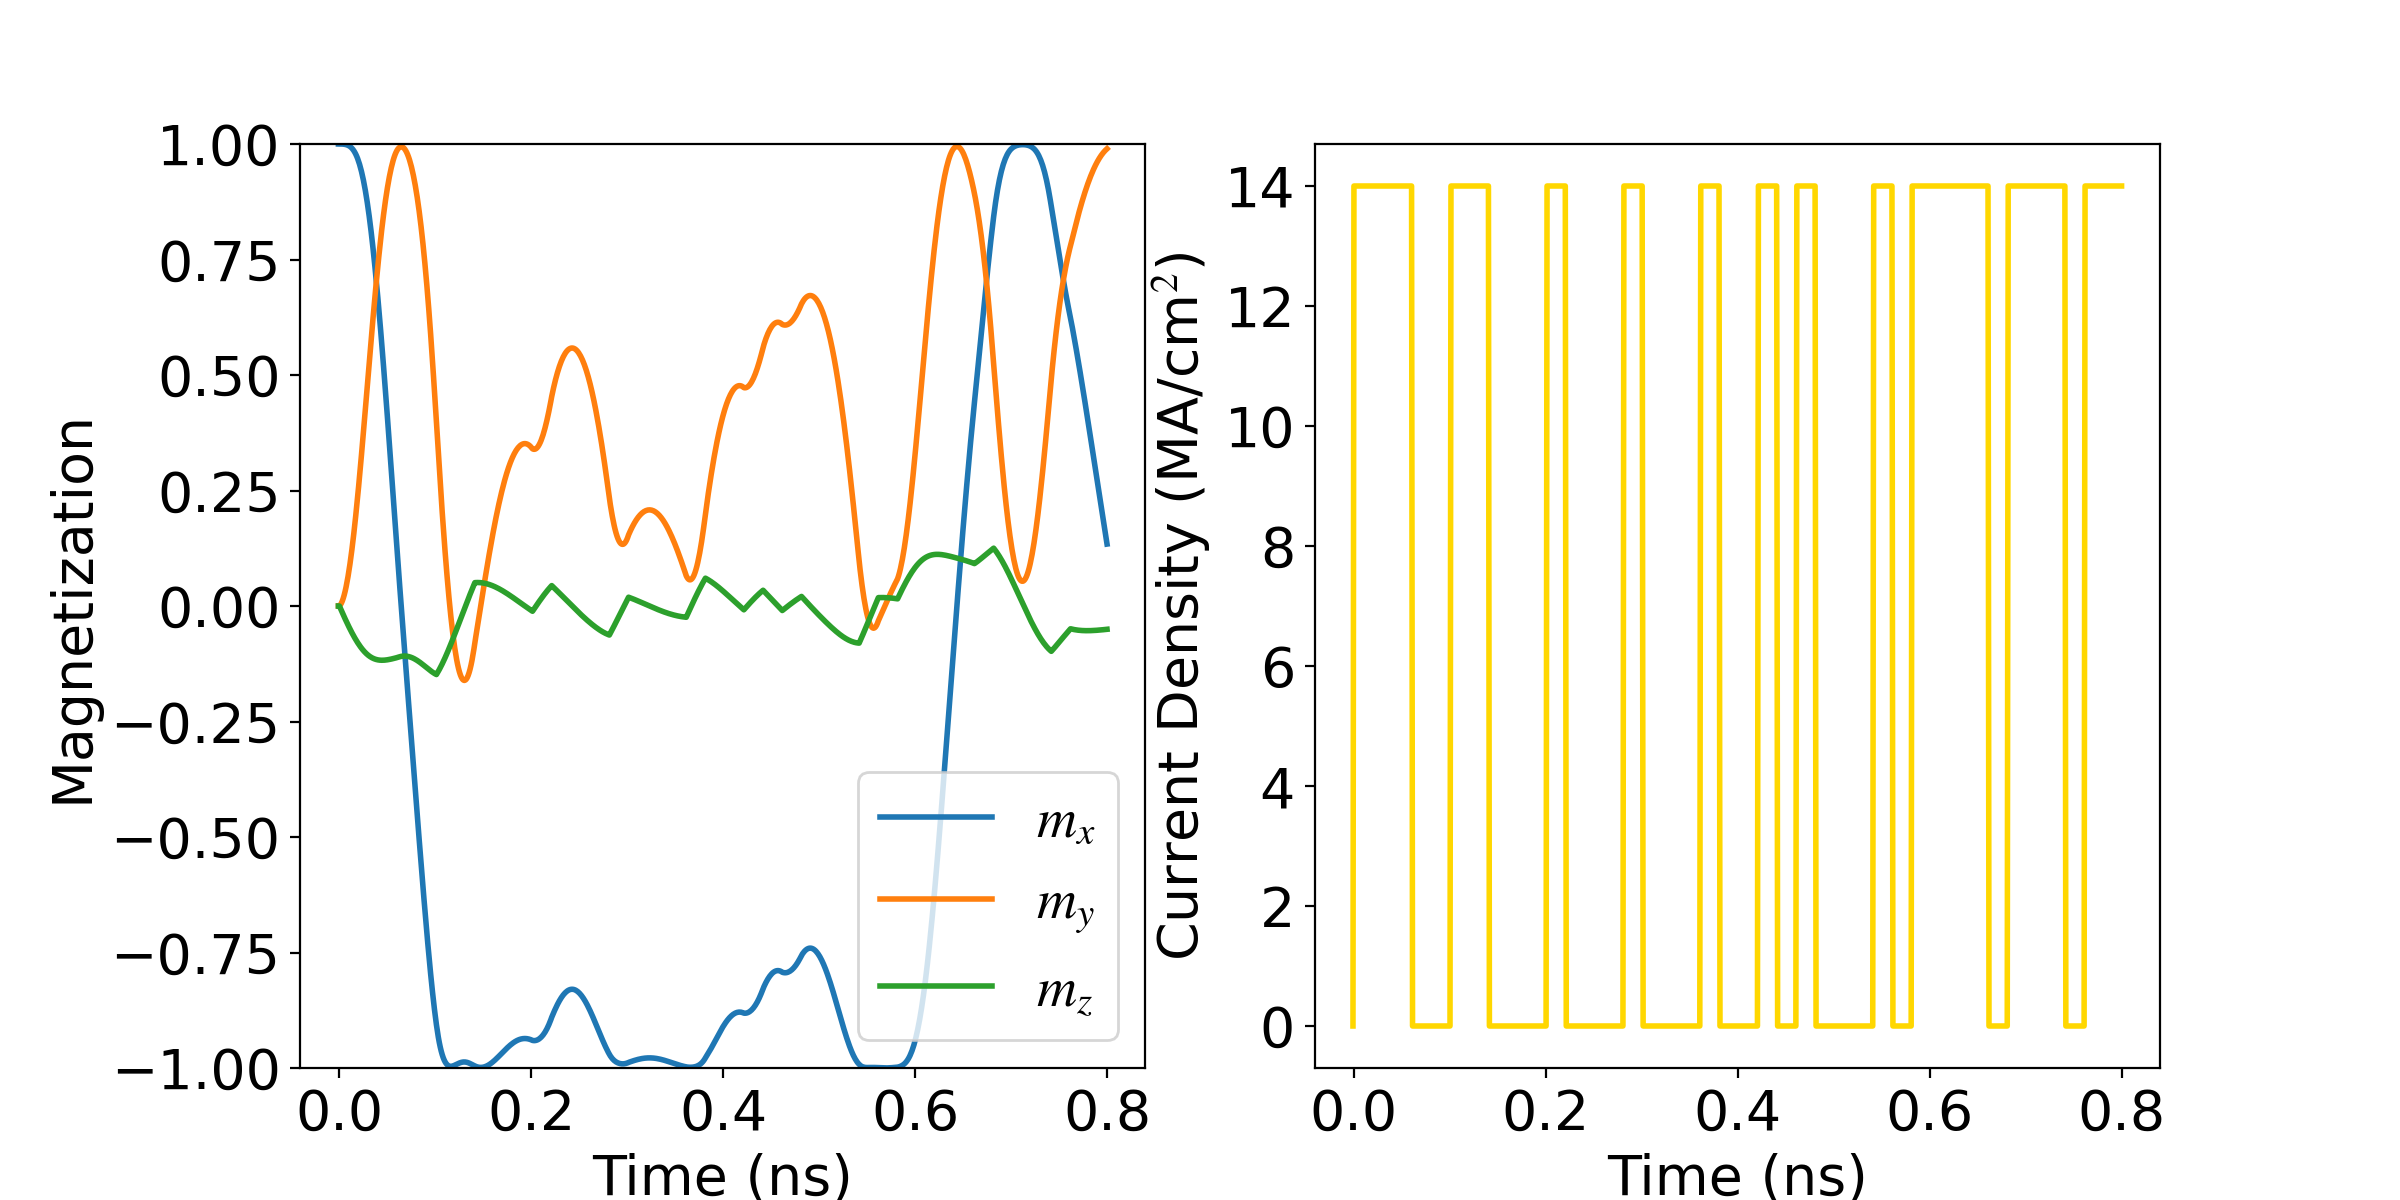 Magnetization
1.00
0.75
0.50
0.25
0.00
−0.25
−0.50
−0.75
−1.00
0.0 0.2 0.4 0.6 0.8
Time (ns)
m_x
m_y
m_z
Current Density (MA/cm²)
14
12
10
8
6
4
2
0
0.0 0.2 0.4 0.6 0.8
Time (ns)